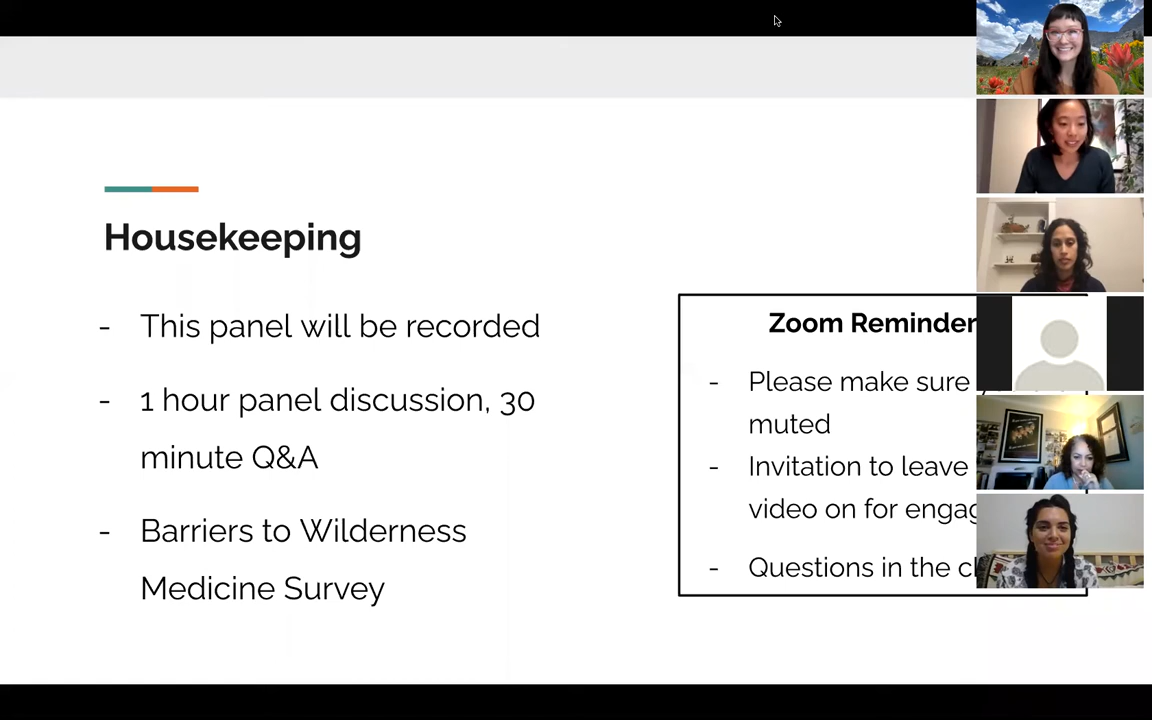 Housekeeping
- This panel will be recorded
- 1 hour panel discussion, 30
minute Q&A
- Barriers to Wilderness
Medicine Survey
Zoom Reminder
- Please make sure
muted
- Invitation to leave
video on for
- Questions in the